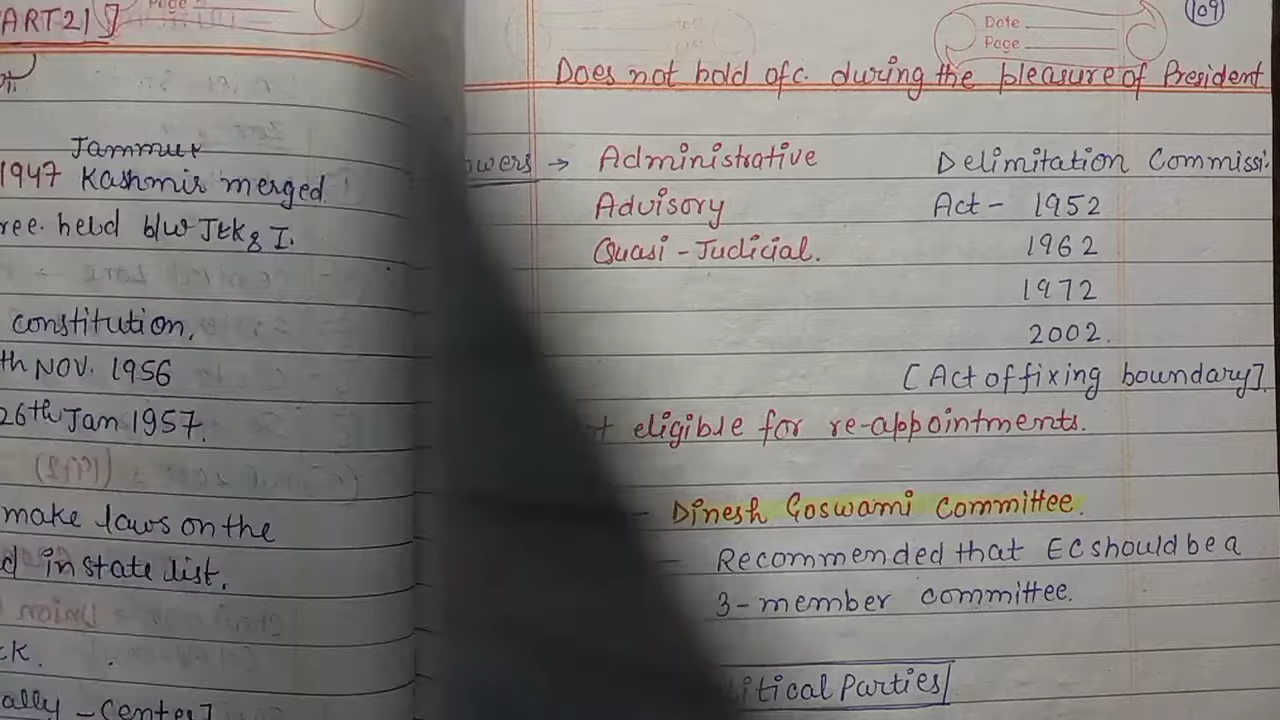 ART21]
Jammu &
1947 Kashmir merged
ree. held b/w J&K & I.
constitution,
th NOV. 1956
26th Jan 1957.
make laws on the
d in state list.
ck.
ally - Center]
Date
Page
109
Does not hold ofc. during the pleasure of President
wers → Administrative
Advisory
Quasi - Judicial.
Delimitation Commissi
Act - 1952
1962
1972
2002.
[Act of fixing boundary].
t eligible for re-appointments.
- Dinesh Goswami Committee.
- Recommended that EC should be a
3-member committee.
itical Parties